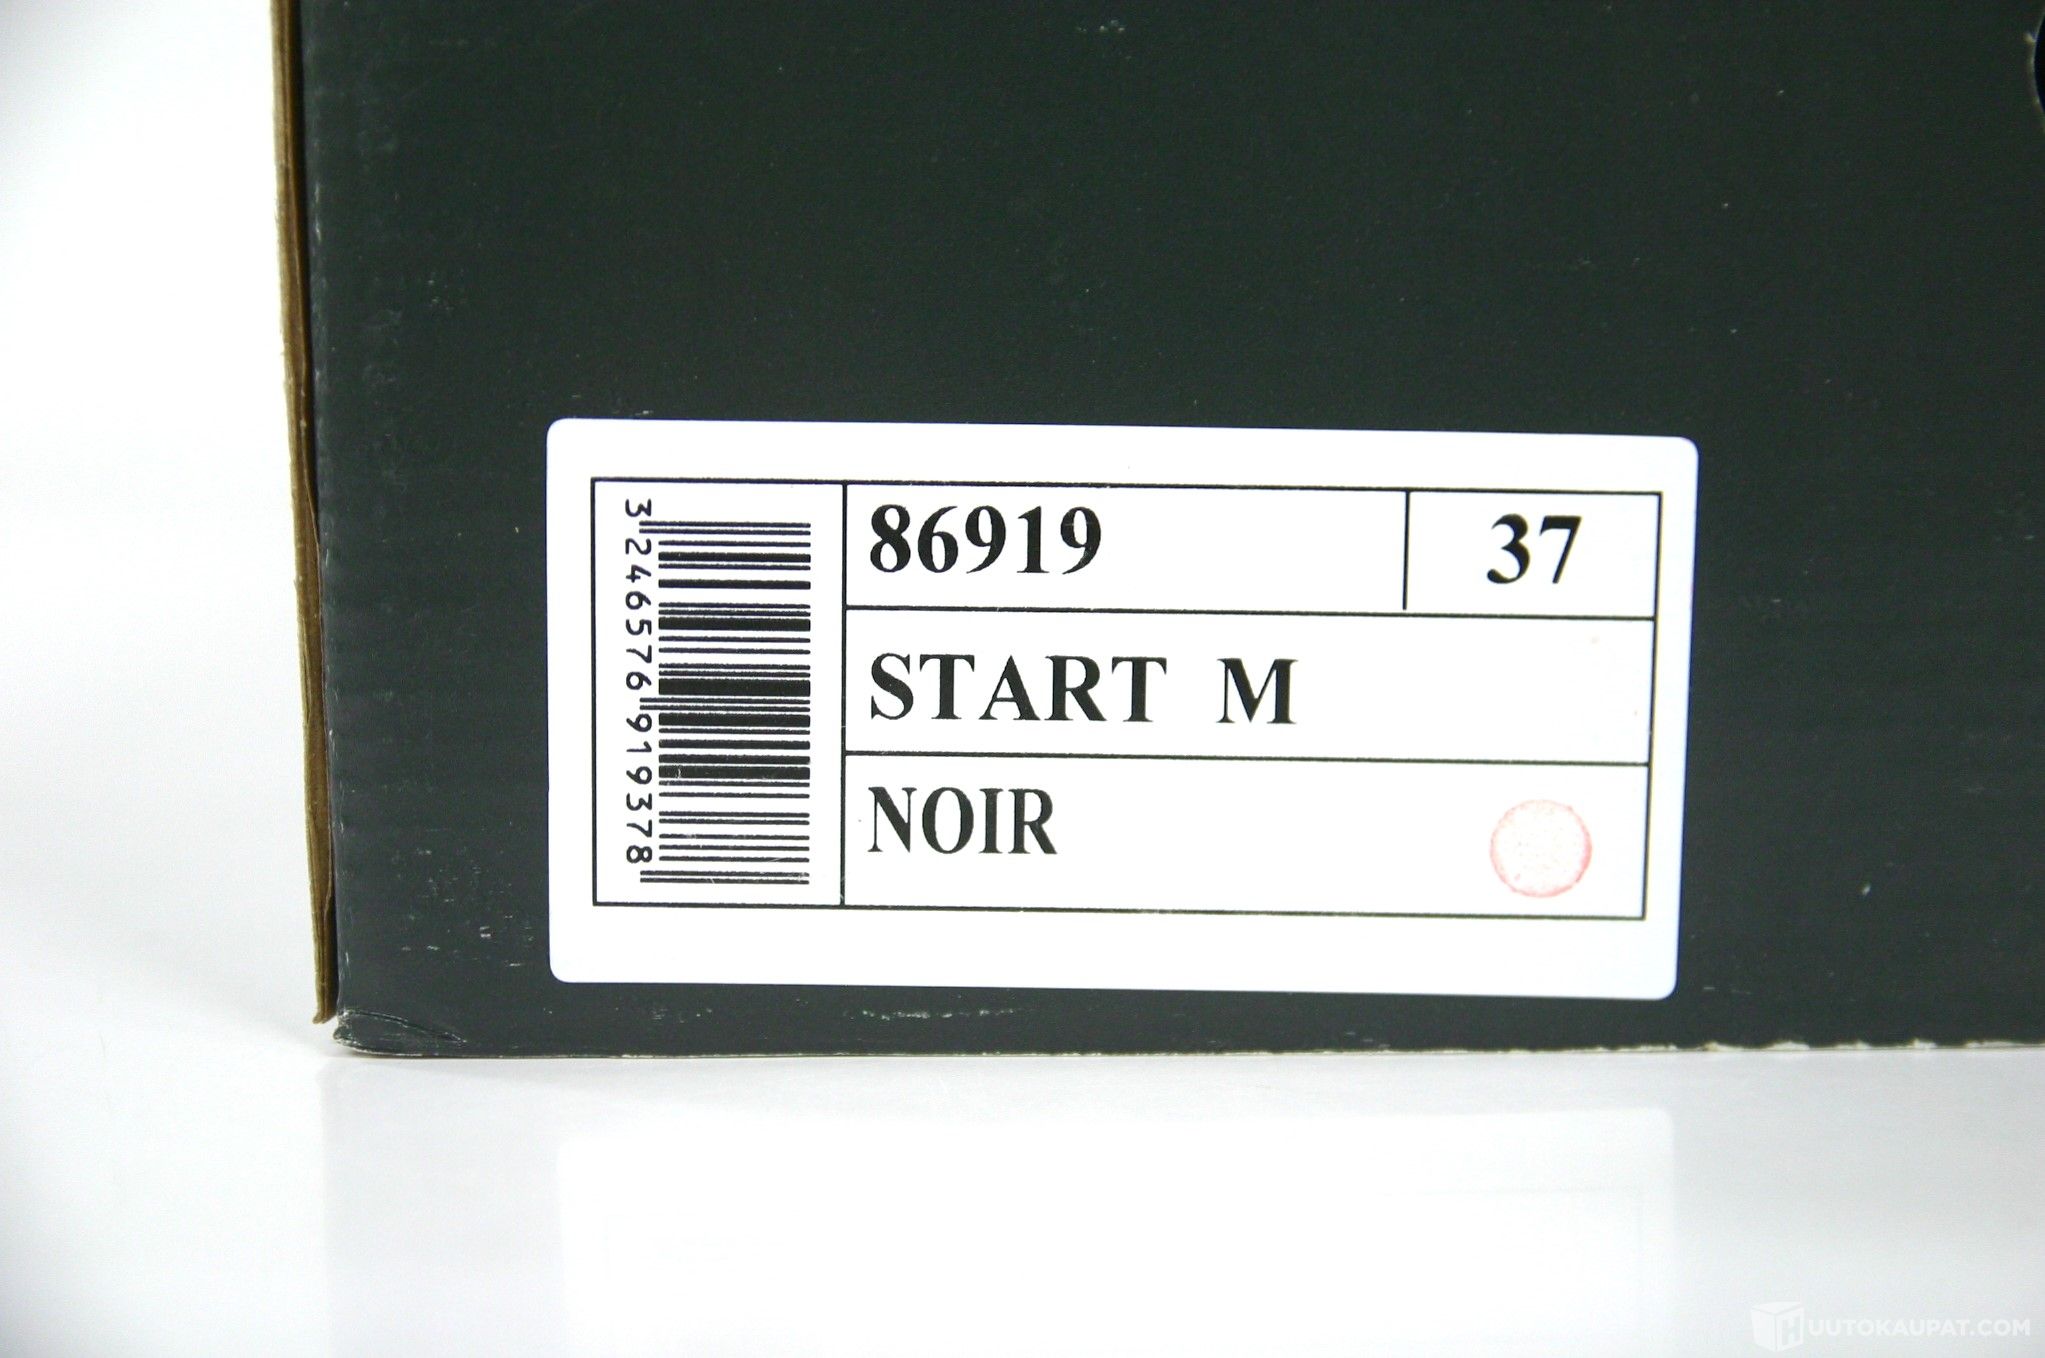 3246576919378
86919
37
START M
NOIR
HUUTOKAUPAT.COM